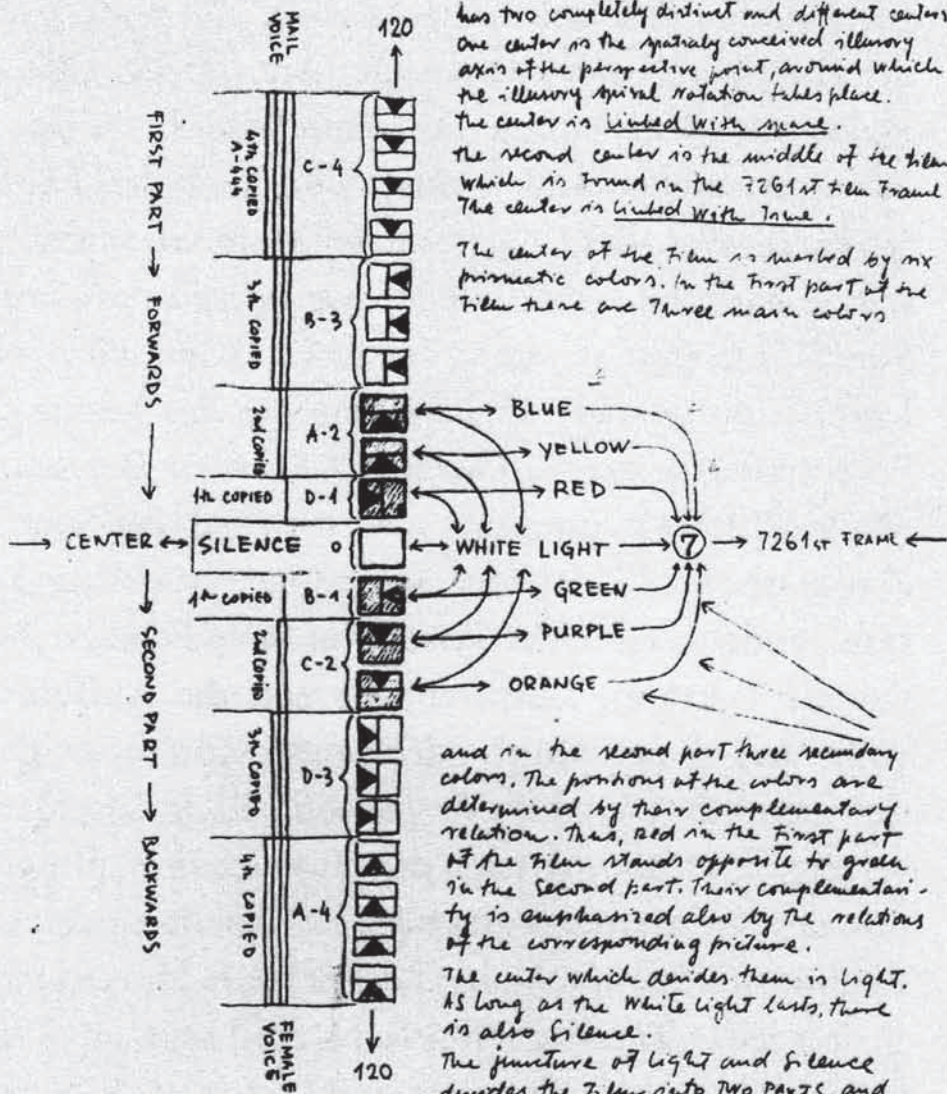 has two completely distinct and different centers.
One center is the spatialy conceived illusory
axis of the perspective point, around which
the illusory spiral rotation takes place.
The center is linked with space.
The second center is the middle of the film
which is found in the 7261st film frame
The center is linked with Time.
The center of the film is marked by six
prismatic colors. In the first part of the
film there are Three main colors
MAIL
VOICE
120
FIRST PART → FORWARDS
4th COPIED
A-444
C-4
3th COPIED
B-3
2nd COPIED
A-2
BLUE
YELLOW
1th COPIED
D-1
RED
CENTER
SILENCE
0
WHITE LIGHT
7
7261st FRAME
1th COPIED
B-1
GREEN
SECOND PART → BACKWARDS
2nd COPIED
C-2
PURPLE
ORANGE
3th COPIED
D-3
4th COPIED
A-4
FEMALE
VOICE
120
and in the second part three secundary
colors. The positions of the colors are
determined by their complementary
relation. Thus, red in the First part
of the Film stands opposite to green
in the second part. Their complementari-
ty is emphasized also by the relations
of the corresponding picture.
The center which devides them is light.
AS long as the White light lasts, there
is also Silence.
The juncture of light and Silence
devides the Film into TWO PARTS and